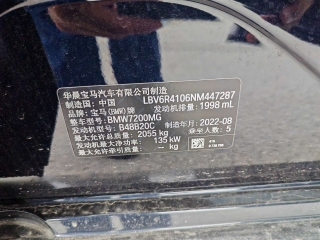 华晨宝马汽车有限公司制造
制造国: 中国 LBV6R4106NM447287
品牌: 宝马(BMW)牌 发动机排量: 1998 mL
整车型号: BMW7200MG
发动机型号: B48B20C 制造年月: 2022-08
最大允许总质量: 2055 kg 乘坐人数: 5
发动机最大净功率: 135 kW
最大允许牵引质量: — kg